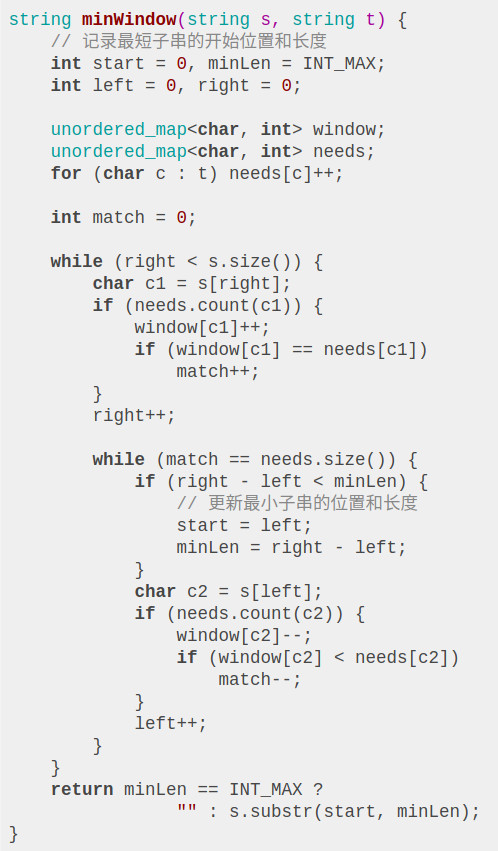 string minWindow(string s, string t) {
    // 记录最短子串的开始位置和长度
    int start = 0, minLen = INT_MAX;
    int left = 0, right = 0;

    unordered_map<char, int> window;
    unordered_map<char, int> needs;
    for (char c : t) needs[c]++;

    int match = 0;

    while (right < s.size()) {
        char c1 = s[right];
        if (needs.count(c1)) {
            window[c1]++;
            if (window[c1] == needs[c1])
                match++;
        }
        right++;

        while (match == needs.size()) {
            if (right - left < minLen) {
                // 更新最小子串的位置和长度
                start = left;
                minLen = right - left;
            }
            char c2 = s[left];
            if (needs.count(c2)) {
                window[c2]--;
                if (window[c2] < needs[c2])
                    match--;
            }
            left++;
        }
    }
    return minLen == INT_MAX ?
                "" : s.substr(start, minLen);
}